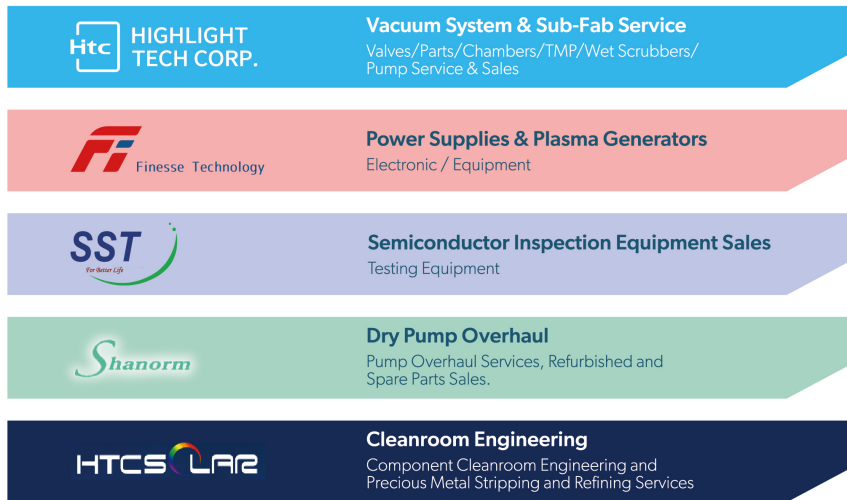 Htc
HIGHLIGHT
TECH CORP.
Vacuum System & Sub-Fab Service
Valves/Parts/Chambers/TMP/Wet Scrubbers/
Pump Service & Sales
Finesse Technology
Power Supplies & Plasma Generators
Electronic / Equipment
SST
For Better Life
Semiconductor Inspection Equipment Sales
Testing Equipment
Shanorm
Dry Pump Overhaul
Pump Overhaul Services, Refurbished and
Spare Parts Sales.
HTCSOLAR
Cleanroom Engineering
Component Cleanroom Engineering and
Precious Metal Stripping and Refining Services